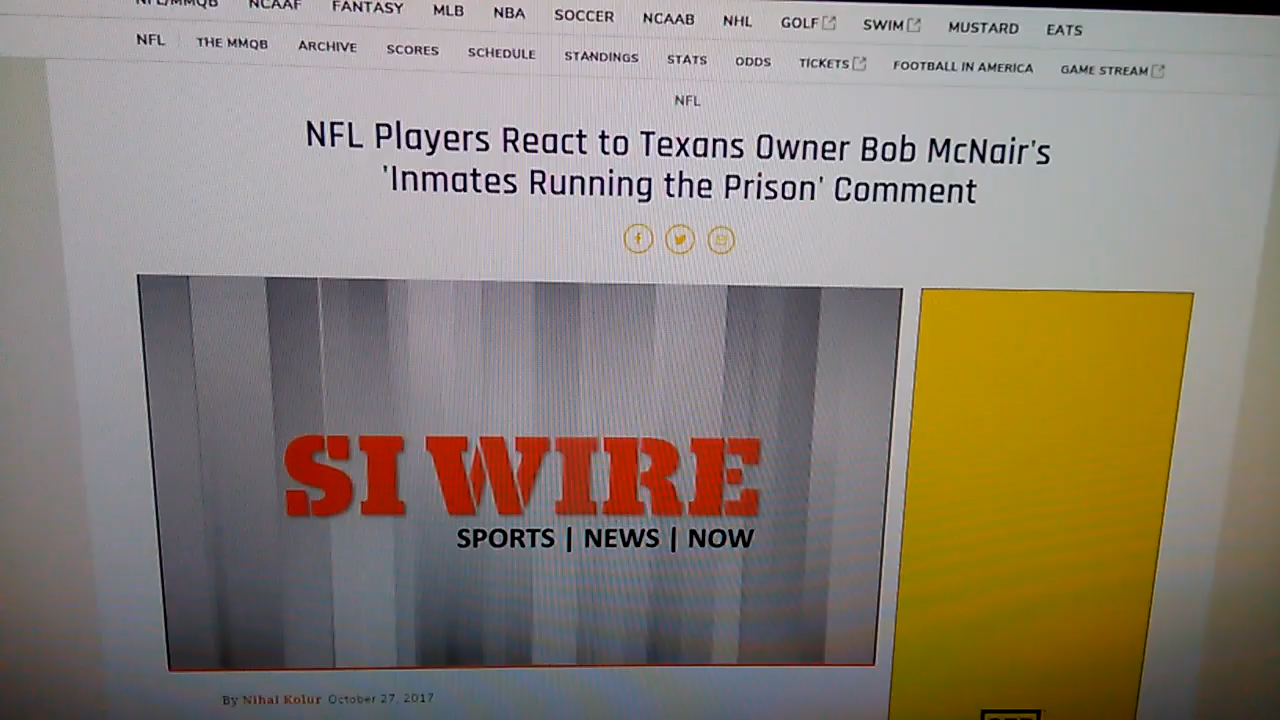 NFL/MMQB NCAAF FANTASY MLB NBA SOCCER NCAAB NHL GOLF SWIM MUSTARD EATS
NFL THE MMQB ARCHIVE SCORES SCHEDULE STANDINGS STATS ODDS TICKETS FOOTBALL IN AMERICA GAME STREAM
NFL
NFL Players React to Texans Owner Bob McNair's
'Inmates Running the Prison' Comment
SI WIRE
SPORTS | NEWS | NOW
By Nihal Kolur October 27, 2017